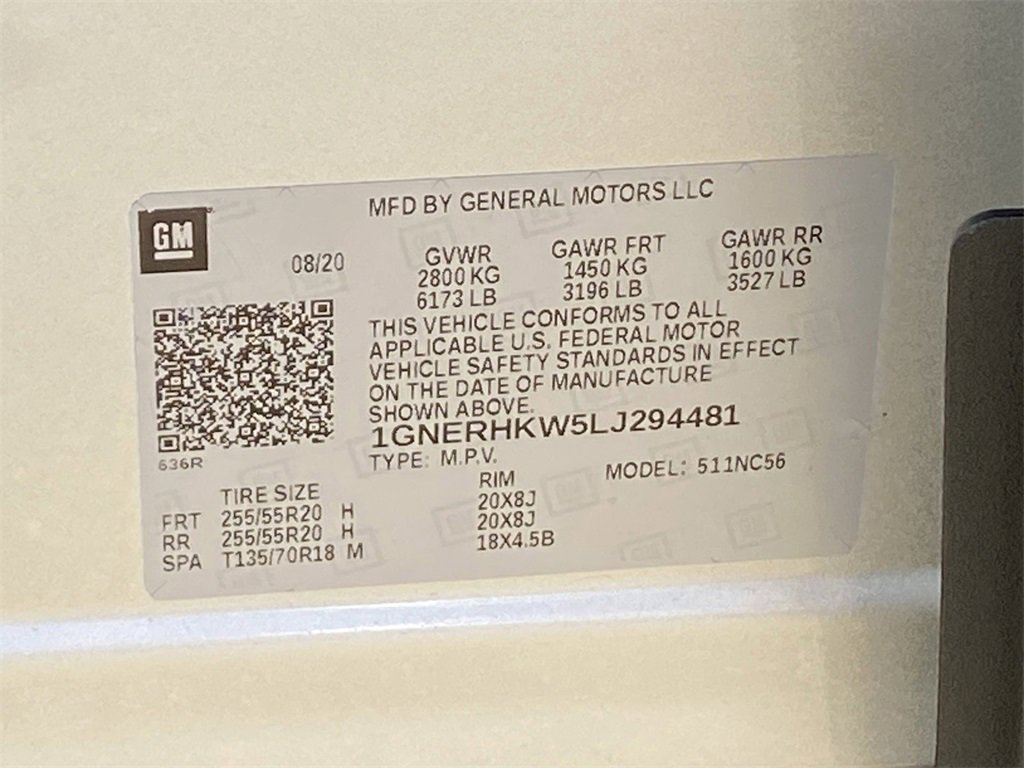 MFD BY GENERAL MOTORS LLC
GM
08/20
GVWR GAWR FRT GAWR RR
2800 KG 1450 KG 1600 KG
6173 LB 3196 LB 3527 LB
THIS VEHICLE CONFORMS TO ALL
APPLICABLE U.S. FEDERAL MOTOR
VEHICLE SAFETY STANDARDS IN EFFECT
ON THE DATE OF MANUFACTURE
SHOWN ABOVE.
1GNERHKW5LJ294481
636R
TYPE: M.P.V. MODEL: 511NC56
TIRE SIZE RIM
FRT 255/55R20 H 20X8J
RR 255/55R20 H 20X8J
SPA T135/70R18 M 18X4.5B